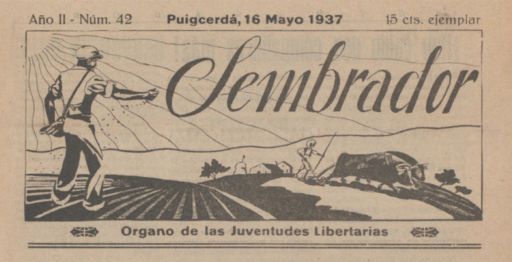 Año II - Núm. 42 Puigcerdá, 16 Mayo 1937 15 cts. ejemplar
Sembrador
Organo de las Juventudes Libertarias